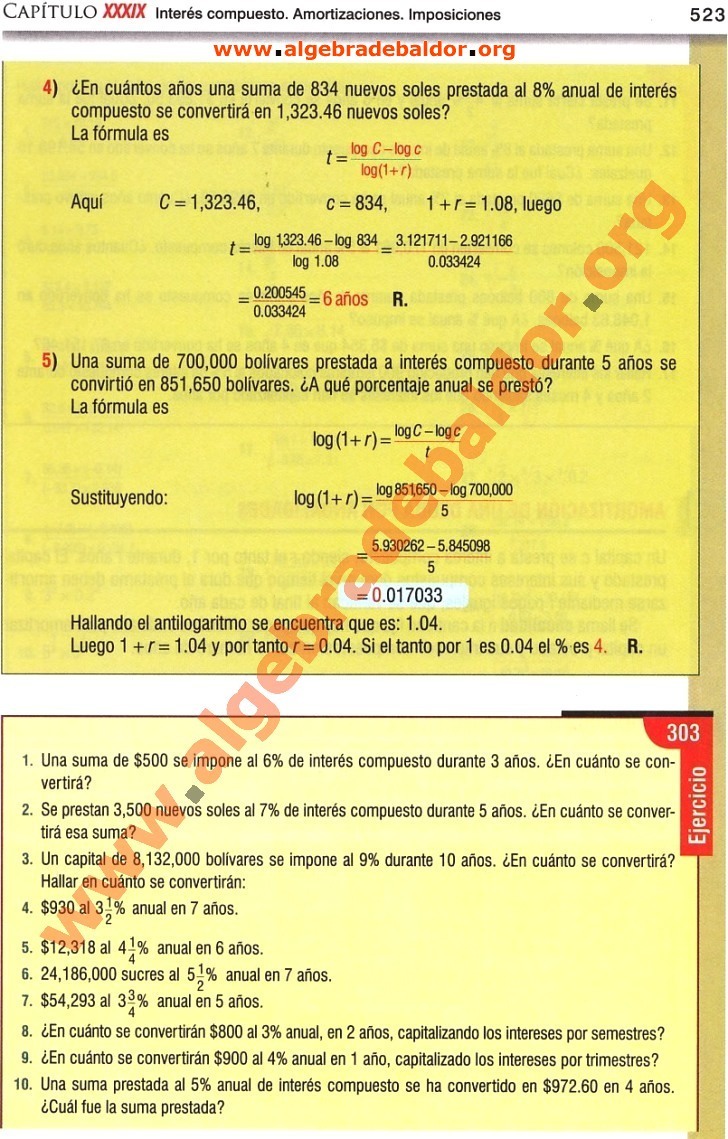 CAPÍTULO XXXIX Interés compuesto. Amortizaciones. Imposiciones 523
www.algebradebaldor.org
4) ¿En cuántos años una suma de 834 nuevos soles prestada al 8% anual de interés
compuesto se convertirá en 1,323.46 nuevos soles?
La fórmula es
t = (log C – log c) / log(1 + r)
Aquí C = 1,323.46, c = 834, 1 + r = 1.08, luego
t = (log 1,323.46 – log 834) / log 1.08 = (3.121711 – 2.921166) / 0.033424
= 0.200545 / 0.033424 = 6 años R.
5) Una suma de 700,000 bolívares prestada a interés compuesto durante 5 años se
convirtió en 851,650 bolívares. ¿A qué porcentaje anual se prestó?
La fórmula es
log (1 + r) = (log C – log c) / t
Sustituyendo: log (1 + r) = (log 851,650 – log 700,000) / 5
= (5.930262 – 5.845098) / 5
= 0.017033
Hallando el antilogaritmo se encuentra que es: 1.04.
Luego 1 + r = 1.04 y por tanto r = 0.04. Si el tanto por 1 es 0.04 el % es 4. R.
303
Ejercicio
1. Una suma de $500 se impone al 6% de interés compuesto durante 3 años. ¿En cuánto se con-
vertirá?
2. Se prestan 3,500 nuevos soles al 7% de interés compuesto durante 5 años. ¿En cuánto se conver-
tirá esa suma?
3. Un capital de 8,132,000 bolívares se impone al 9% durante 10 años. ¿En cuánto se convertirá?
Hallar en cuánto se convertirán:
4. $930 al 3 1/2 % anual en 7 años.
5. $12,318 al 4 1/4 % anual en 6 años.
6. 24,186,000 sucres al 5 1/2 % anual en 7 años.
7. $54,293 al 3 3/4 % anual en 5 años.
8. ¿En cuánto se convertirán $800 al 3% anual, en 2 años, capitalizando los intereses por semestres?
9. ¿En cuánto se convertirán $900 al 4% anual en 1 año, capitalizado los intereses por trimestres?
10. Una suma prestada al 5% anual de interés compuesto se ha convertido en $972.60 en 4 años.
¿Cuál fue la suma prestada?
www.algebradebaldor.org